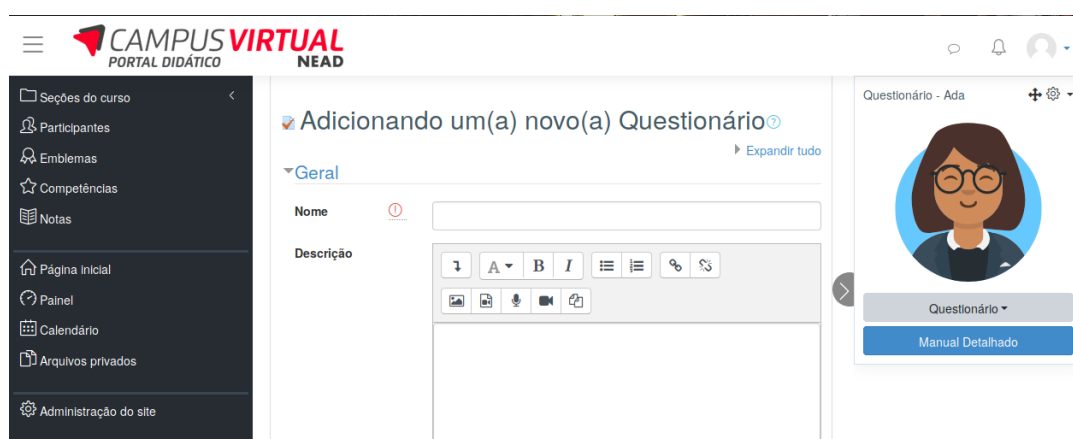 CAMPUS VIRTUAL
PORTAL DIDÁTICO NEAD
Seções do curso
Participantes
Emblemas
Competências
Notas
Página inicial
Painel
Calendário
Arquivos privados
Administração do site
Adicionando um(a) novo(a) Questionário
Expandir tudo
Geral
Nome
Descrição
A B I
Questionário - Ada
Questionário
Manual Detalhado